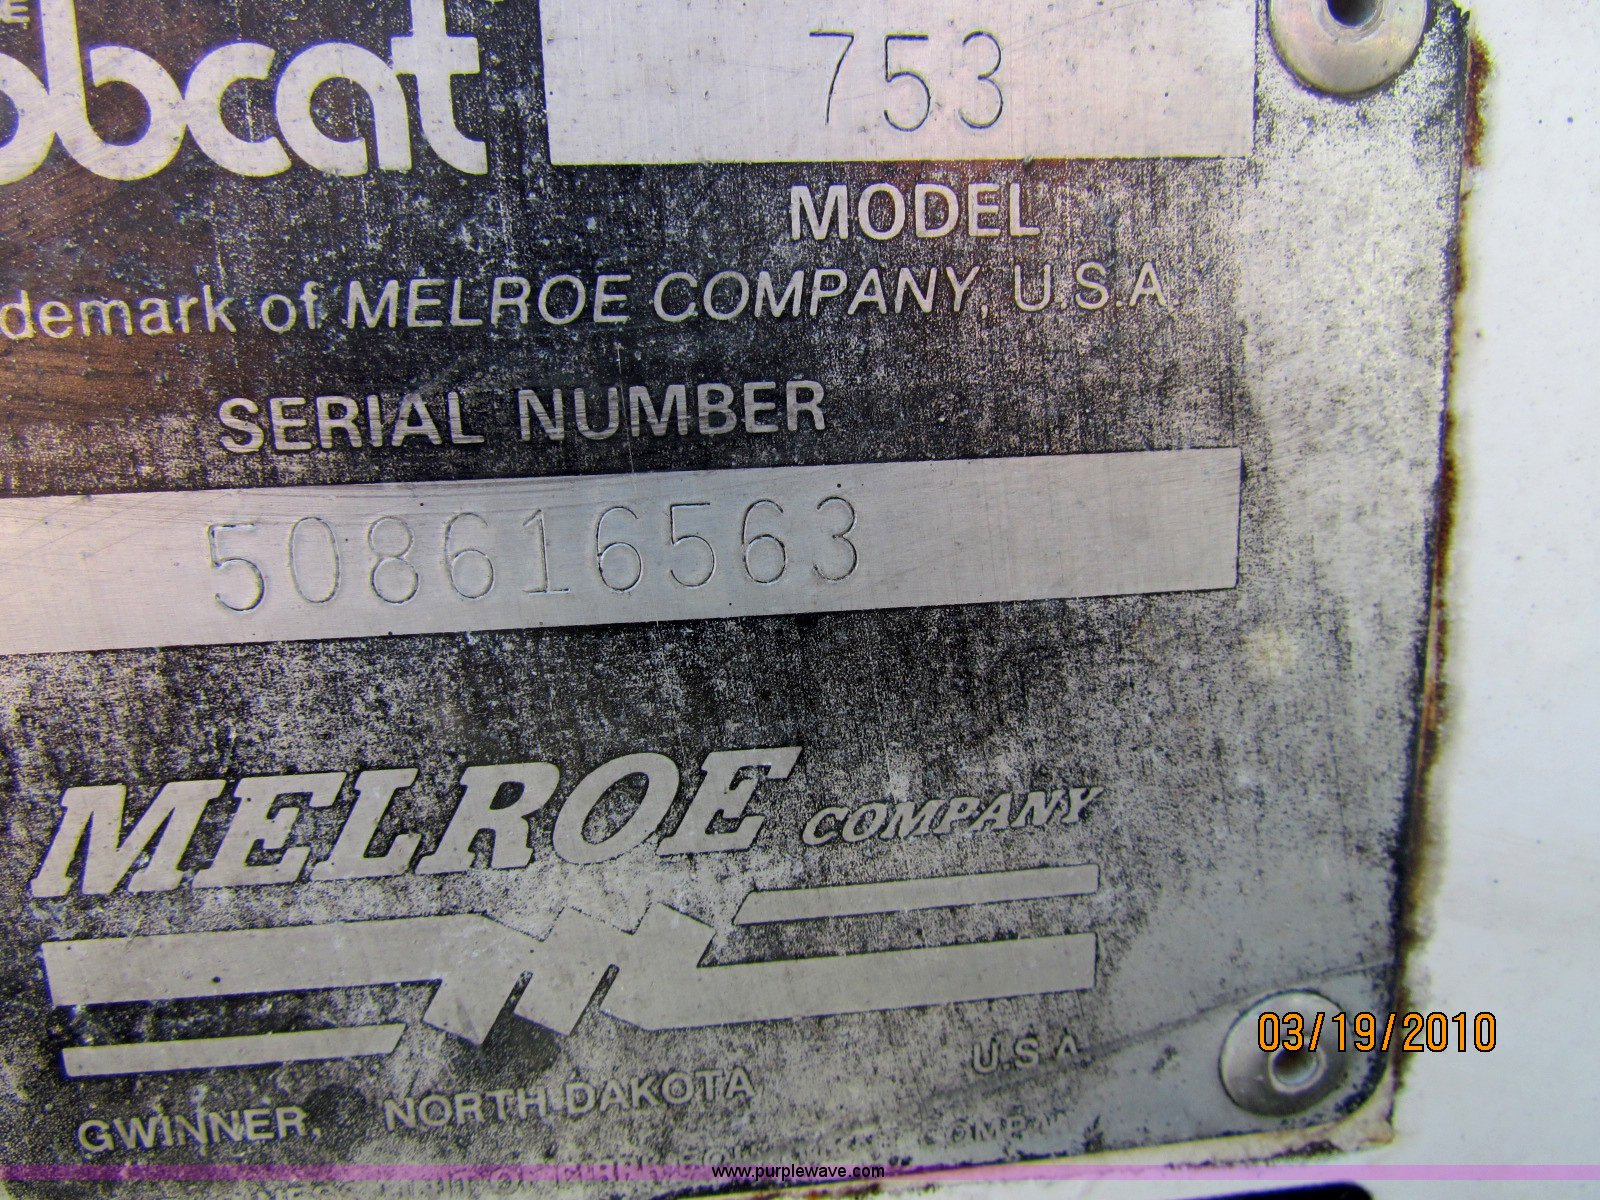 obcat
753
MODEL
demark of MELROE COMPANY, U.S.A.
SERIAL NUMBER
508616563
MELROE COMPANY
U.S.A.
GWINNER, NORTH DAKOTA
03/19/2010
www.purplewave.com